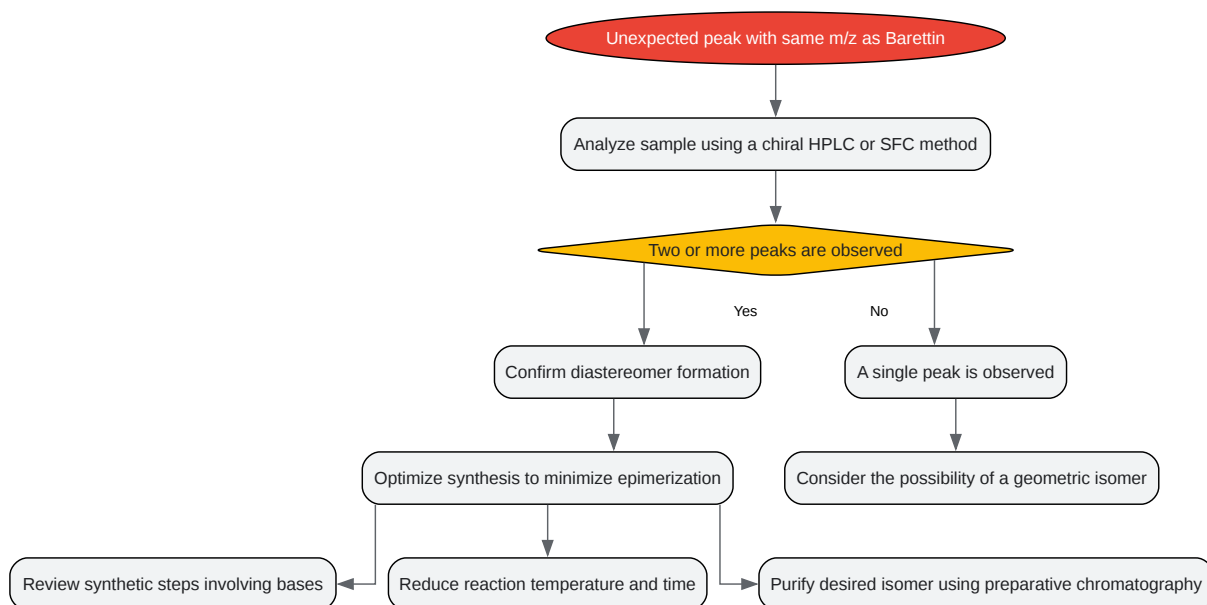 Unexpected peak with same m/z as Barettin
Analyze sample using a chiral HPLC or SFC method
Two or more peaks are observed
Yes
No
Confirm diastereomer formation
A single peak is observed
Optimize synthesis to minimize epimerization
Consider the possibility of a geometric isomer
Review synthetic steps involving bases
Reduce reaction temperature and time
Purify desired isomer using preparative chromatography